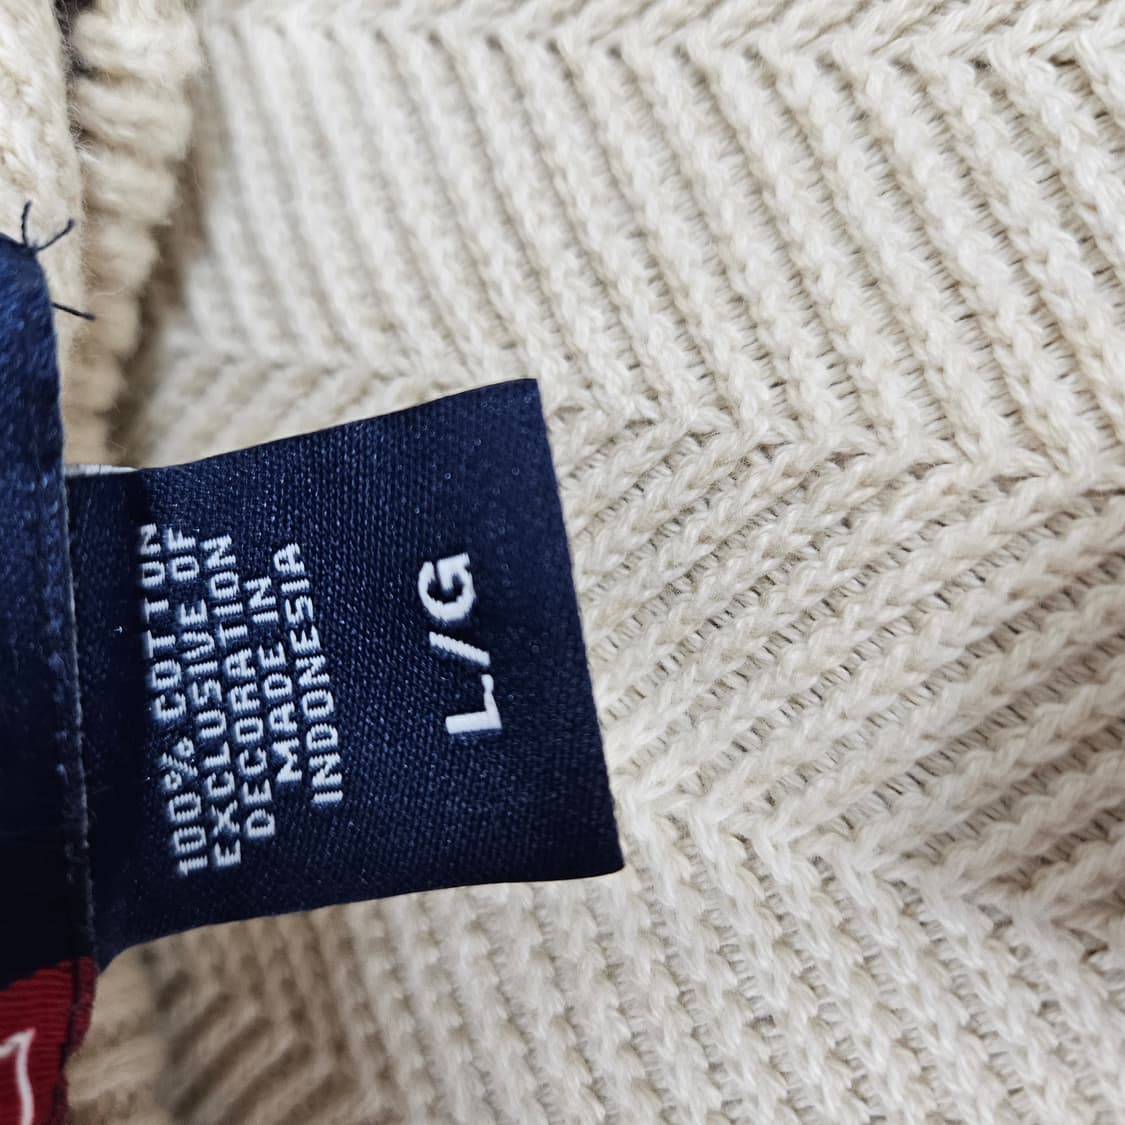 100% COTTON
EXCLUSIVE OF
DECORATION
MADE IN
INDONESIA
L/G